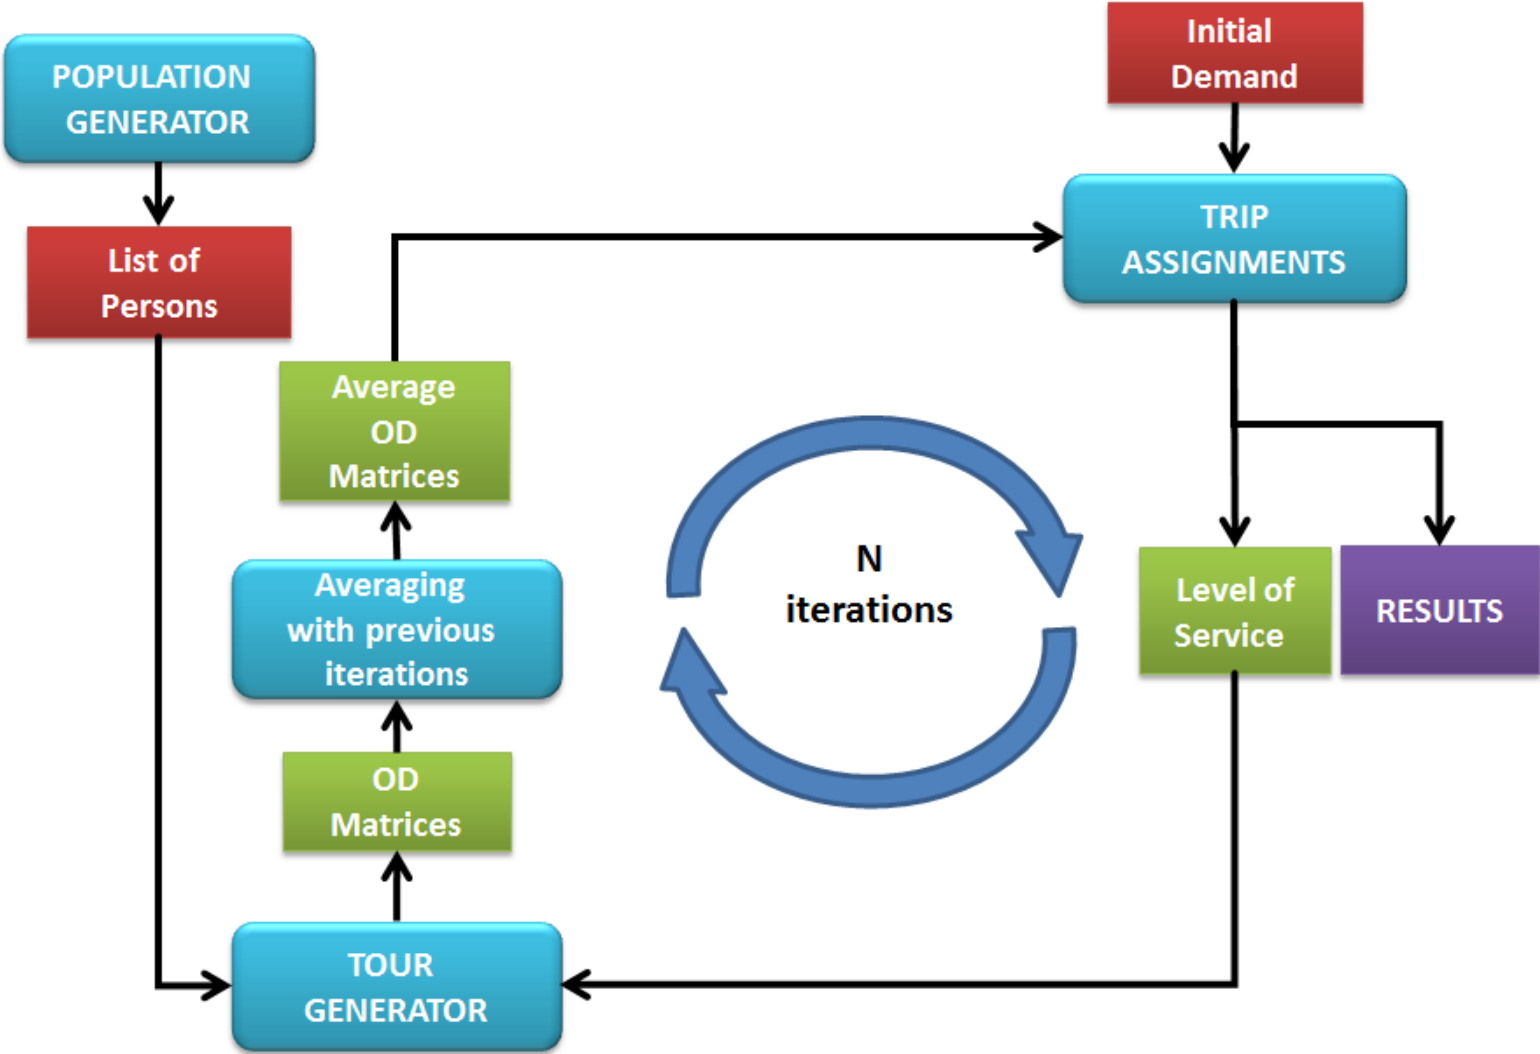 POPULATION
GENERATOR
Initial
Demand
List of
Persons
TRIP
ASSIGNMENTS
Average
OD
Matrices
Averaging
with previous
iterations
N
iterations
Level of
Service
RESULTS
OD
Matrices
TOUR
GENERATOR